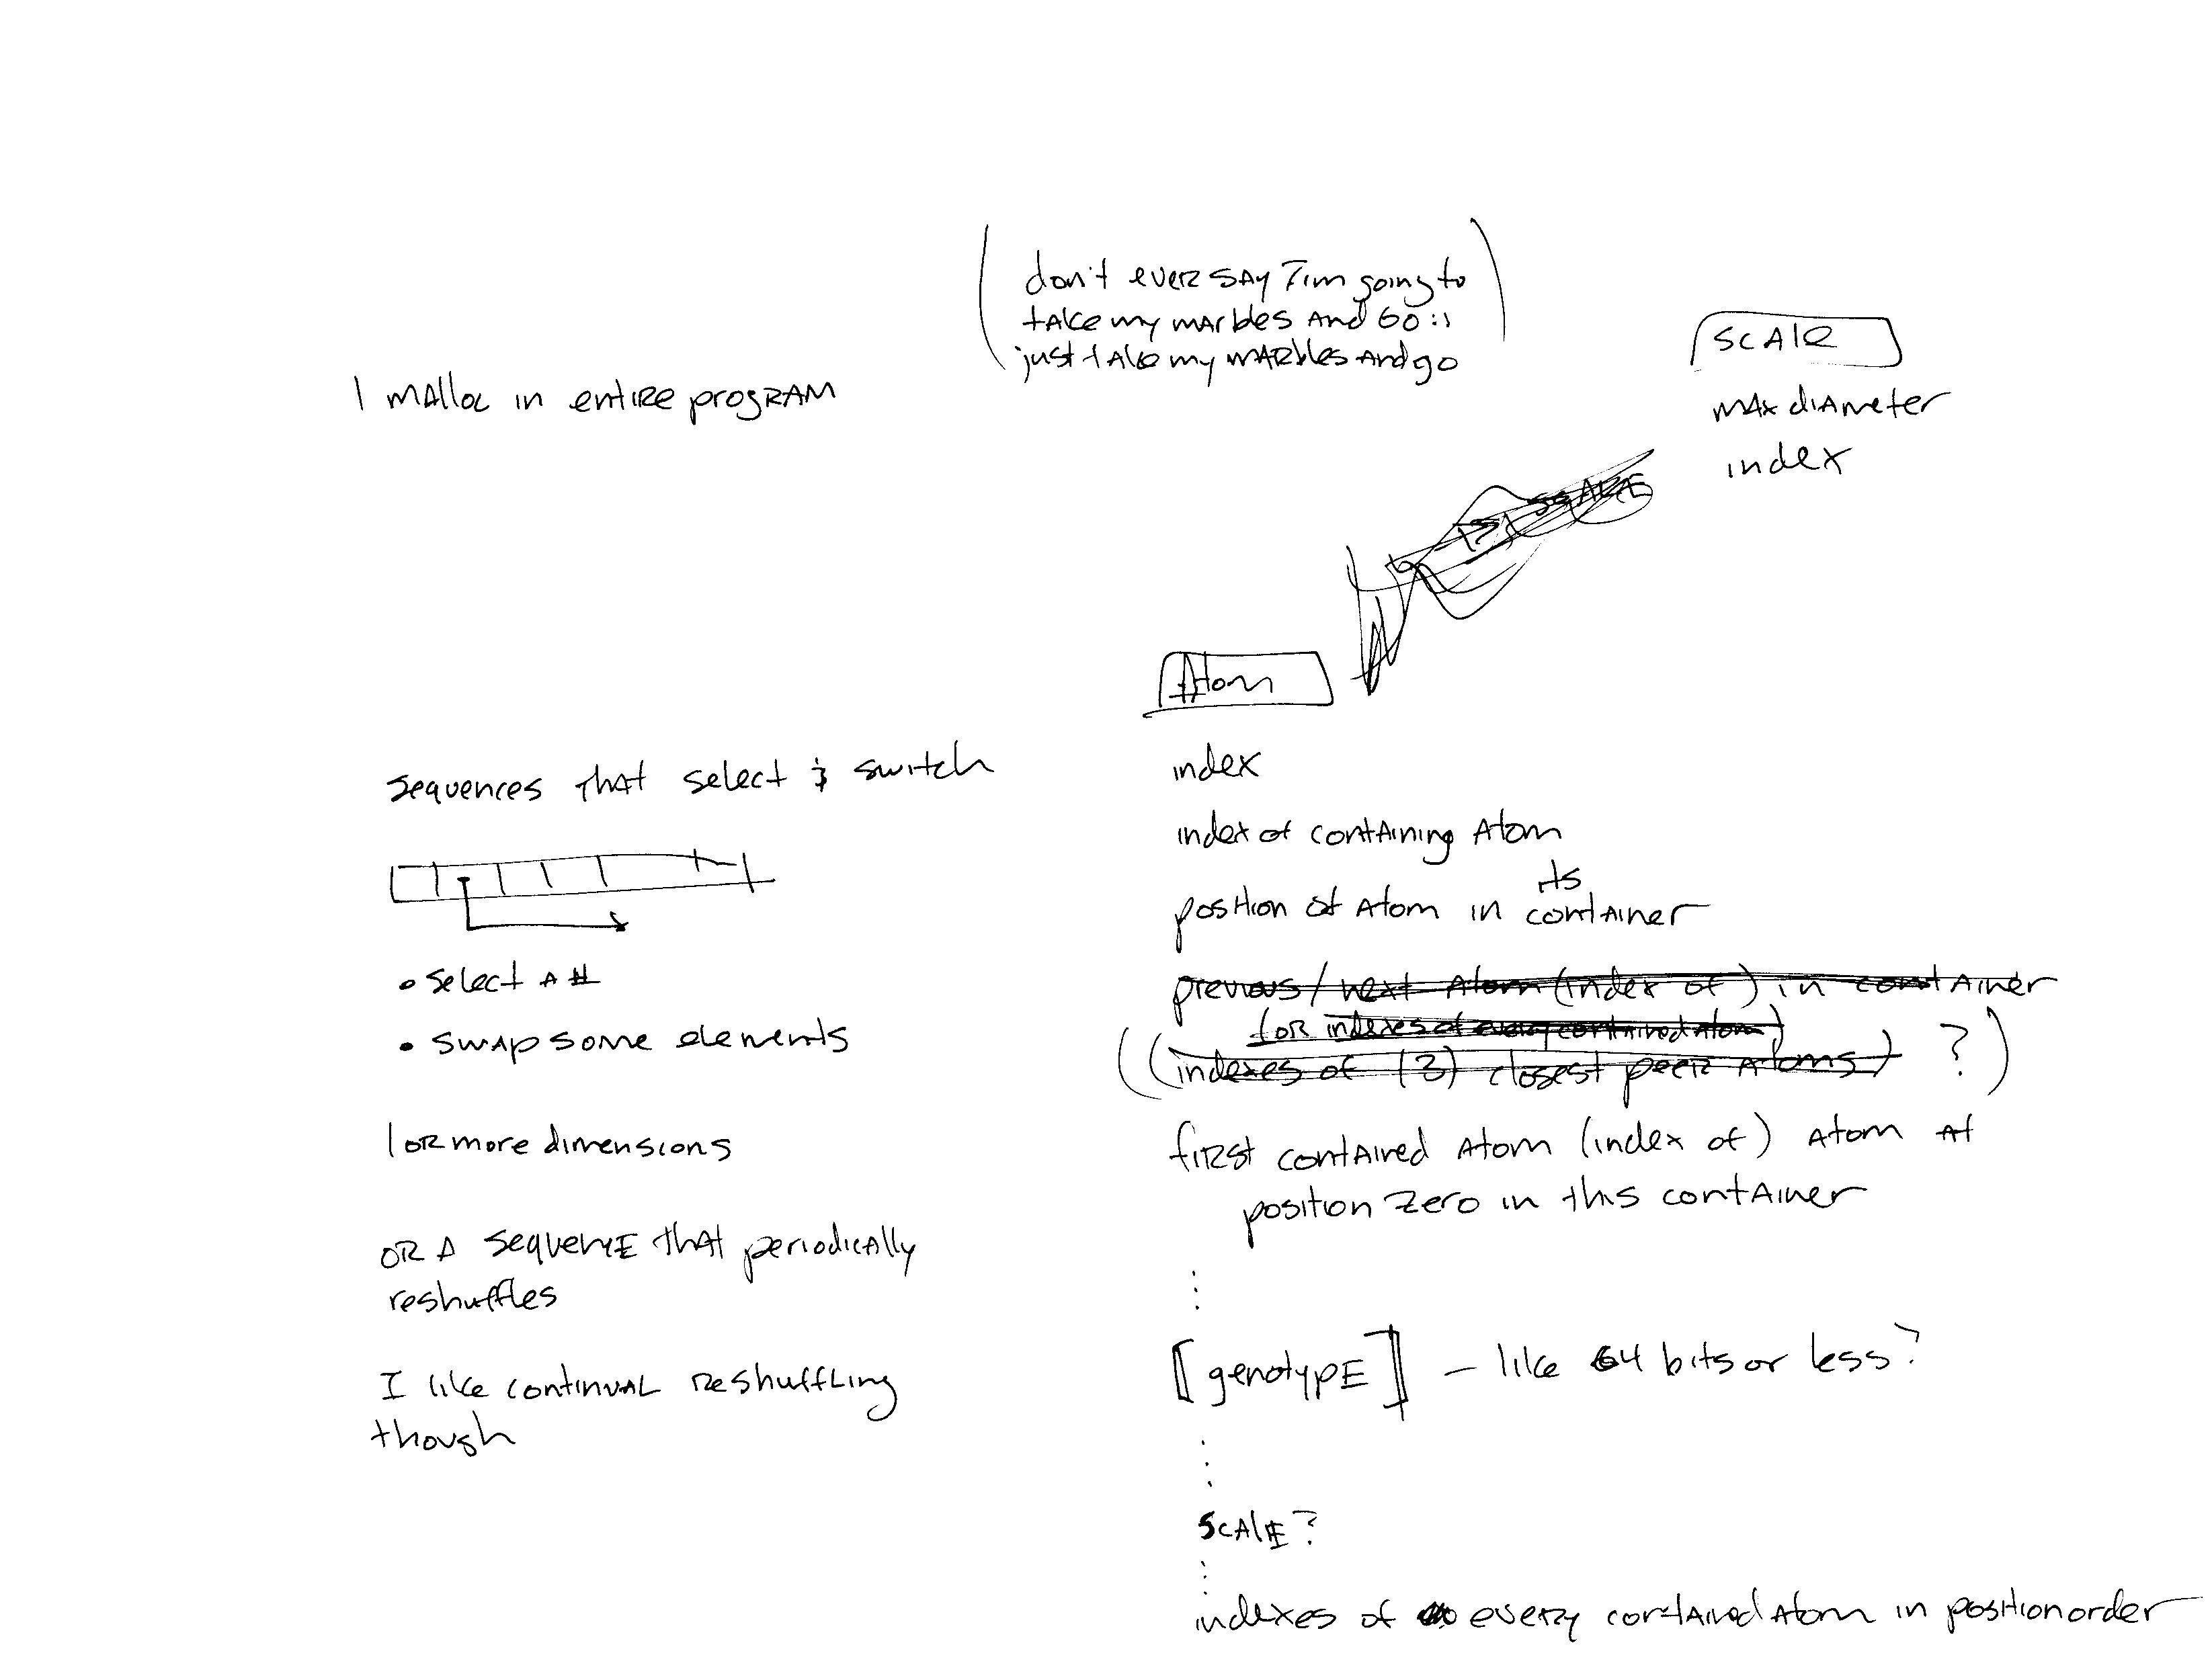 (don't ever say I'm going to
take my marbles and go::
just take my marbles and go)
1 malloc in entire program
scale
max diameter
index
Atom
index
index of containing Atom
position of Atom in its container
previous/next Atom (index of) in container
(or indexes of every contained atom)
((indexes of (3) closest peer Atoms) ?)
first contained Atom (index of) Atom at
position zero in this container
[genotype] – like 64 bits or less?
scale?
indexes of every contained Atom in position order
sequences that select & switch
• select a #
• swap some elements
1 or more dimensions
or a sequence that periodically
reshuffles
I like continual reshuffling
though